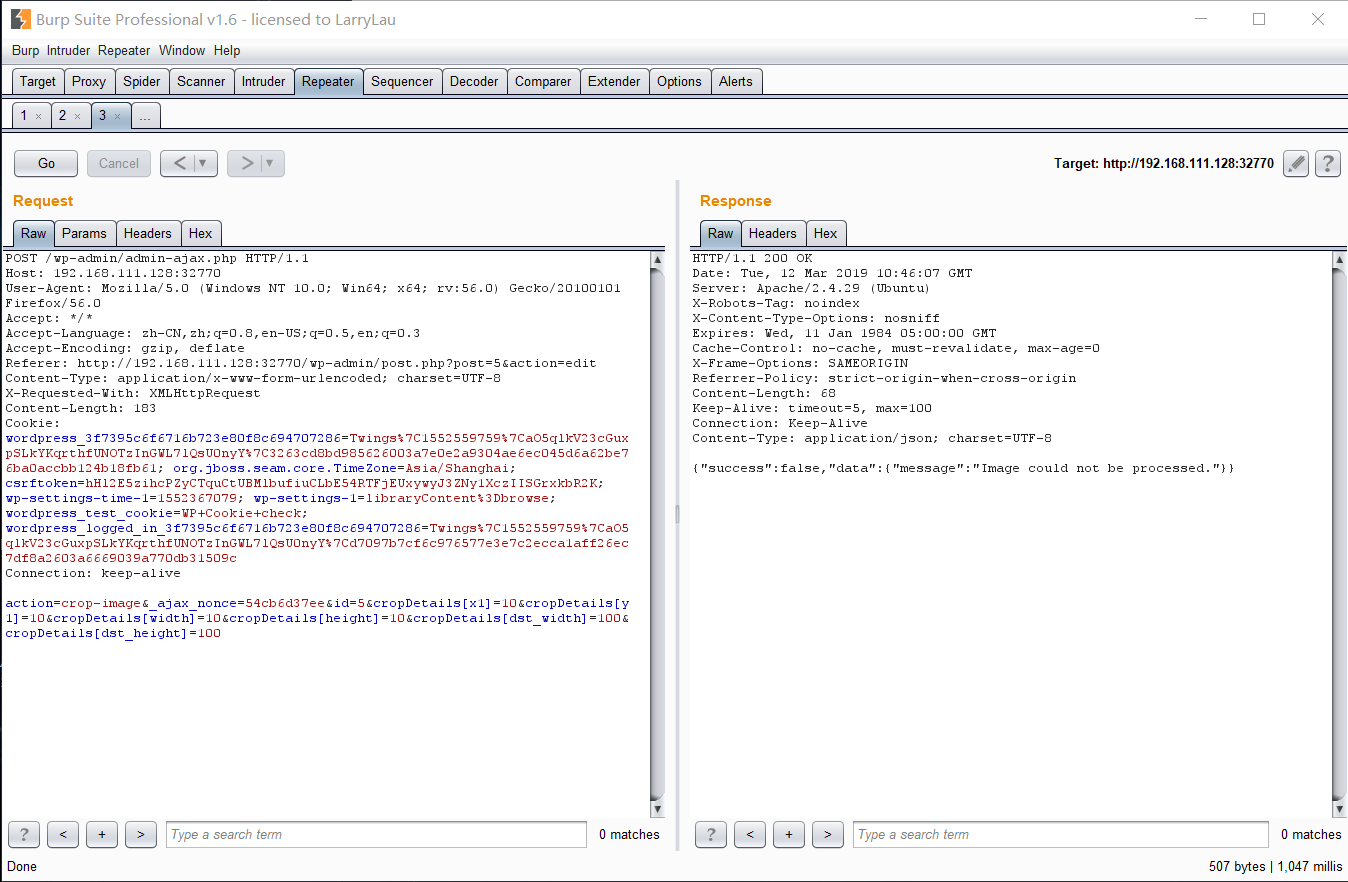 Burp Suite Professional v1.6 - licensed to LarryLau
Burp Intruder Repeater Window Help
Target Proxy Spider Scanner Intruder Repeater Sequencer Decoder Comparer Extender Options Alerts
1 × 2 × 3 × ...
Go Cancel < ▼ > ▼ Target: http://192.168.111.128:32770 ?
Request
Raw Params Headers Hex
POST /wp-admin/admin-ajax.php HTTP/1.1
Host: 192.168.111.128:32770
User-Agent: Mozilla/5.0 (Windows NT 10.0; Win64; x64; rv:56.0) Gecko/20100101
Firefox/56.0
Accept: */*
Accept-Language: zh-CN,zh;q=0.8,en-US;q=0.5,en;q=0.3
Accept-Encoding: gzip, deflate
Referer: http://192.168.111.128:32770/wp-admin/post.php?post=5&action=edit
Content-Type: application/x-www-form-urlencoded; charset=UTF-8
X-Requested-With: XMLHttpRequest
Content-Length: 183
Cookie:
wordpress_3f7395c6f6716b723e80f8c694707286=Twings%7C1552559759%7CaO5qlkV23cGux
pSLkYKqrthfUNOTzInGWL7lQsU0nyY%7C3263cd8bd985626003a7e0e2a9304ae6ec045d6a62be7
6ba0accbb124b18fb61; org.jboss.seam.core.TimeZone=Asia/Shanghai;
csrftoken=hHl2E5zihcPZyCTquCtUBMlbufiuCLbE54RTFjEUxywyJ3ZNy1XczIISGrxkbR2K;
wp-settings-time-1=1552367079; wp-settings-1=libraryContent%3Dbrowse;
wordpress_test_cookie=WP+Cookie+check;
wordpress_logged_in_3f7395c6f6716b723e80f8c694707286=Twings%7C1552559759%7CaO5
qlkV23cGuxpSLkYKqrthfUNOTzInGWL7lQsU0nyY%7Cd7097b7cf6c976577e3e7c2ecca1aff26ec
7df8a2603a6669039a770db31509c
Connection: keep-alive
action=crop-image&_ajax_nonce=54cb6d37ee&id=5&cropDetails[x1]=10&cropDetails[y
1]=10&cropDetails[width]=10&cropDetails[height]=10&cropDetails[dst_width]=100&
cropDetails[dst_height]=100
? < + > Type a search term 0 matches
Response
Raw Headers Hex
HTTP/1.1 200 OK
Date: Tue, 12 Mar 2019 10:46:07 GMT
Server: Apache/2.4.29 (Ubuntu)
X-Robots-Tag: noindex
X-Content-Type-Options: nosniff
Expires: Wed, 11 Jan 1984 05:00:00 GMT
Cache-Control: no-cache, must-revalidate, max-age=0
X-Frame-Options: SAMEORIGIN
Referrer-Policy: strict-origin-when-cross-origin
Content-Length: 68
Keep-Alive: timeout=5, max=100
Connection: Keep-Alive
Content-Type: application/json; charset=UTF-8
{"success":false,"data":{"message":"Image could not be processed."}}
? < + > Type a search term 0 matches
Done 507 bytes | 1,047 millis